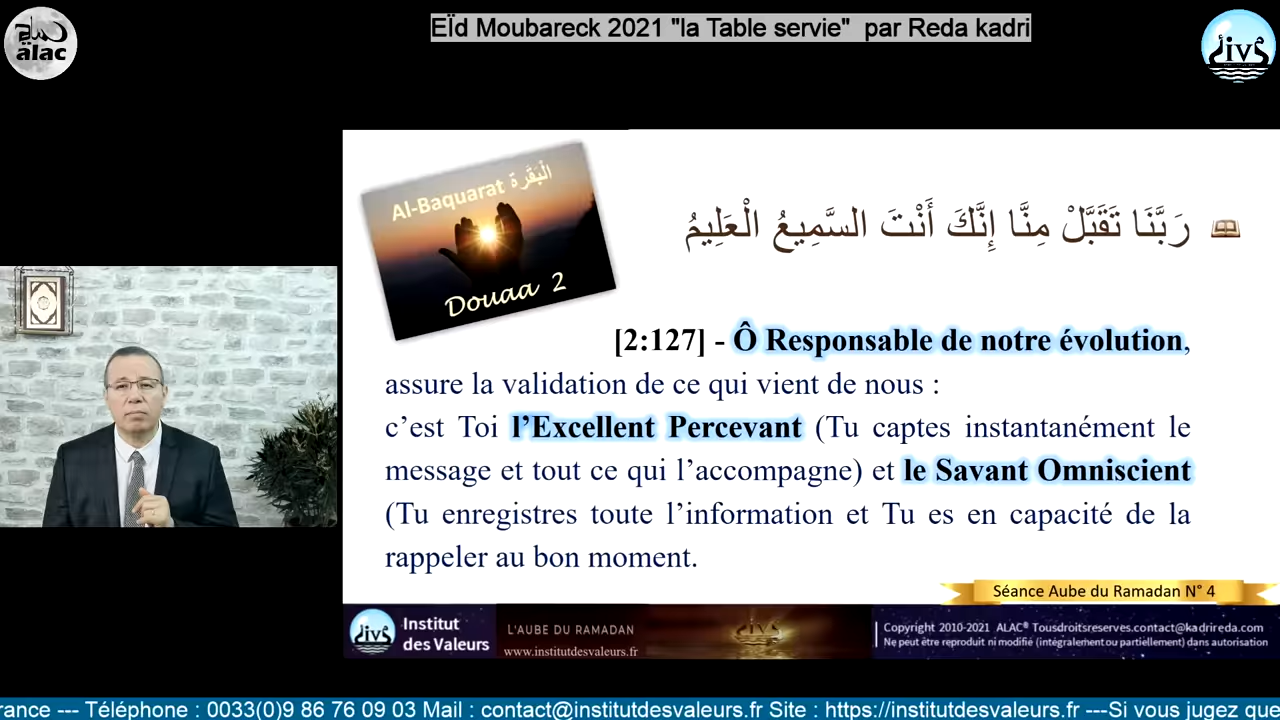 EÏd Moubareck 2021 "la Table servie" par Reda kadri
älac
ivs
Al-Baquarat الْبَقَرَةٌ
Douaa 2
رَبَّنَا تَقَبَّلْ مِنَّا إِنَّكَ أَنْتَ السَّمِيعُ الْعَلِيمُ
[2:127] - Ô Responsable de notre évolution,
assure la validation de ce qui vient de nous :
c’est Toi l’Excellent Percevant (Tu captes instantanément le
message et tout ce qui l’accompagne) et le Savant Omniscient
(Tu enregistres toute l’information et Tu es en capacité de la
rappeler au bon moment.
Séance Aube du Ramadan N° 4
ivs
Institut
des Valeurs
L'AUBE DU RAMADAN
www.institutdesvaleurs.fr
ivs
Copyright 2010-2021 ALAC® Tousdroitsreserves.contact@kadrireda.com
Ne peut être reproduit ni modifié (intégralement ou partiellement) dans autorisation
rance --- Téléphone : 0033(0)9 86 76 09 03 Mail : contact@institutdesvaleurs.fr Site : https://institutdesvaleurs.fr ---Si vous jugez que